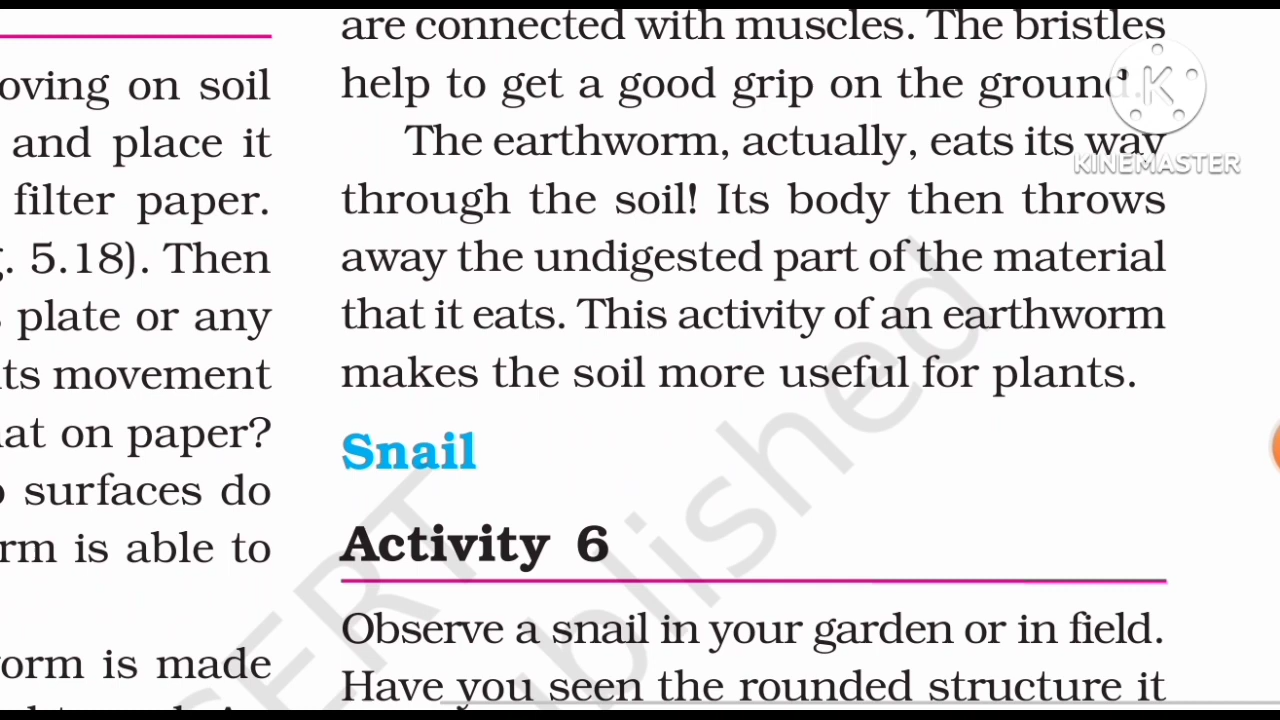 oving on soil
and place it
filter paper.
. 5.18). Then
plate or any
ts movement
at on paper?
surfaces do
rm is able to
orm is made
are connected with muscles. The bristles
help to get a good grip on the ground.
The earthworm, actually, eats its way
through the soil! Its body then throws
away the undigested part of the material
that it eats. This activity of an earthworm
makes the soil more useful for plants.
Snail
Activity 6
Observe a snail in your garden or in field.
Have you seen the rounded structure it
K
KINEMASTER
ERT
blished